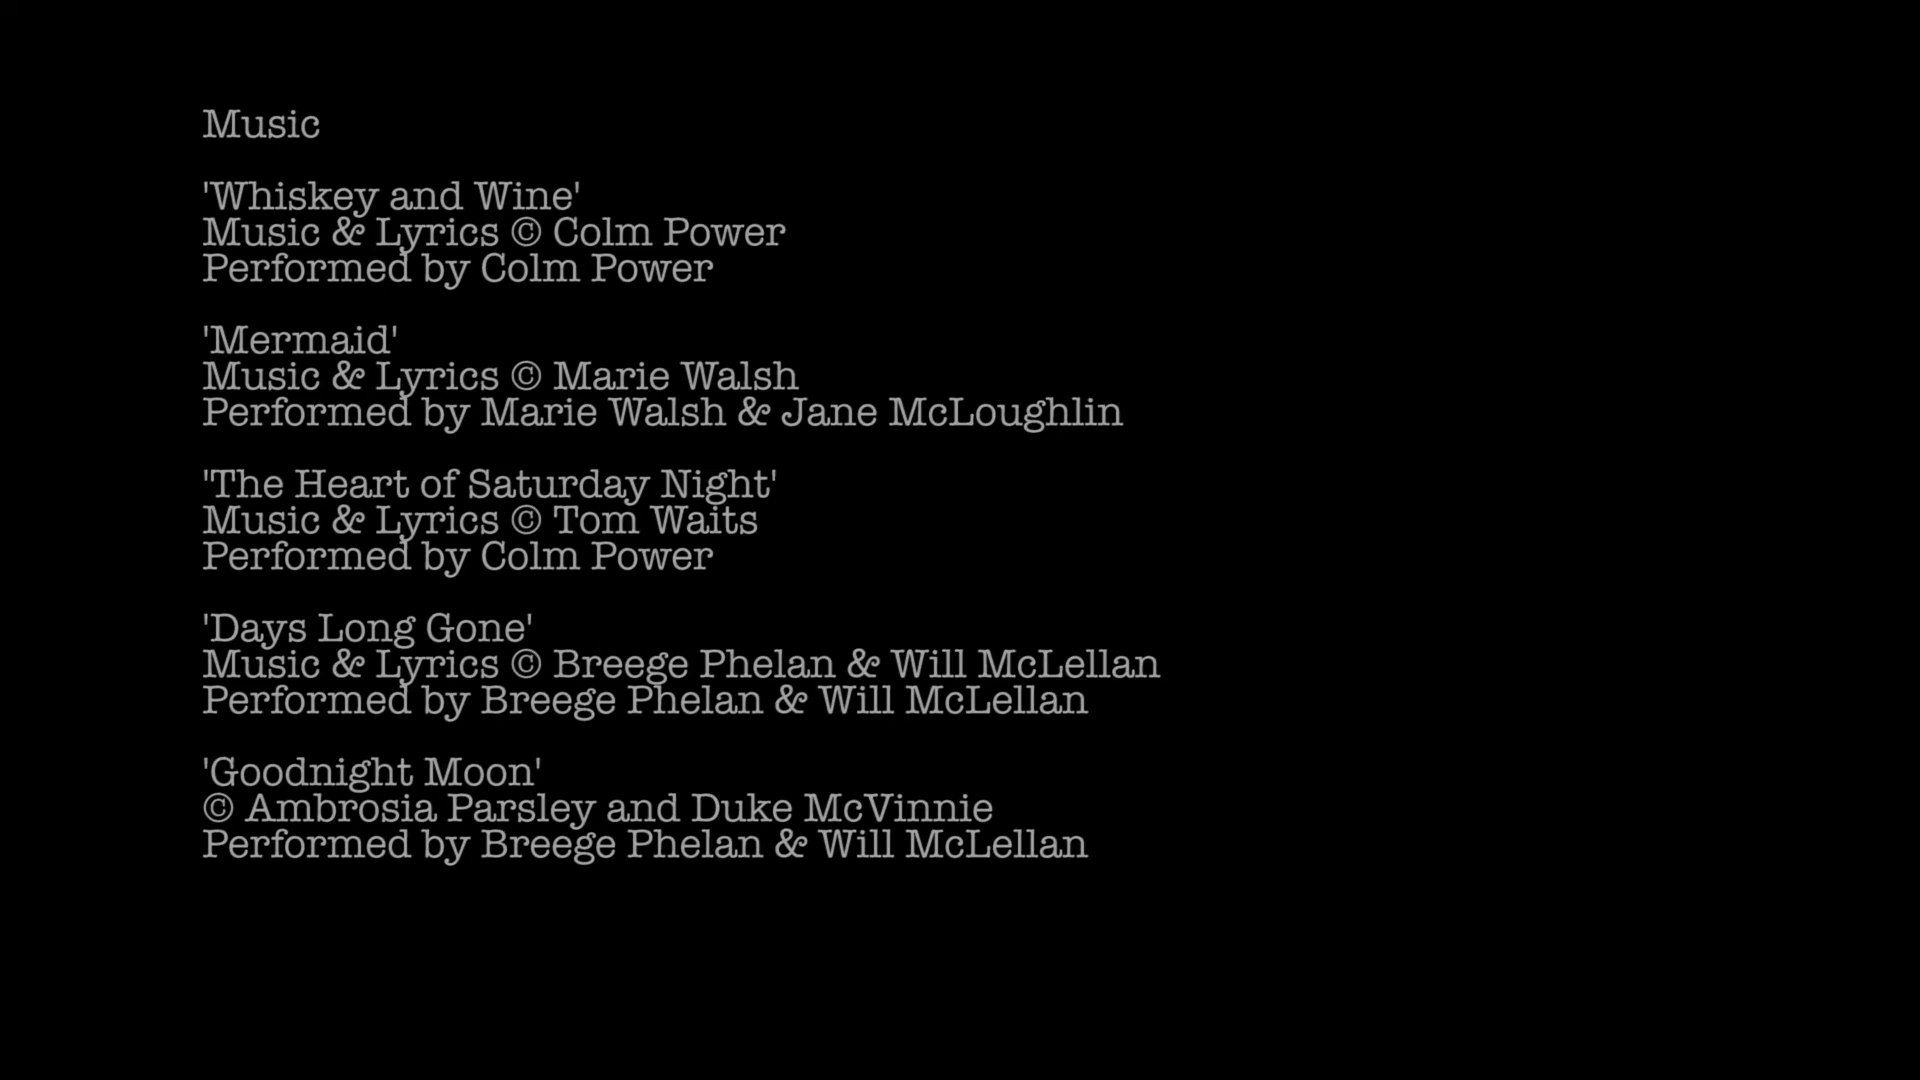 Music
'Whiskey and Wine'
Music & Lyrics © Colm Power
Performed by Colm Power
'Mermaid'
Music & Lyrics © Marie Walsh
Performed by Marie Walsh & Jane McLoughlin
'The Heart of Saturday Night'
Music & Lyrics © Tom Waits
Performed by Colm Power
'Days Long Gone'
Music & Lyrics © Breege Phelan & Will McLellan
Performed by Breege Phelan & Will McLellan
'Goodnight Moon'
© Ambrosia Parsley and Duke McVinnie
Performed by Breege Phelan & Will McLellan